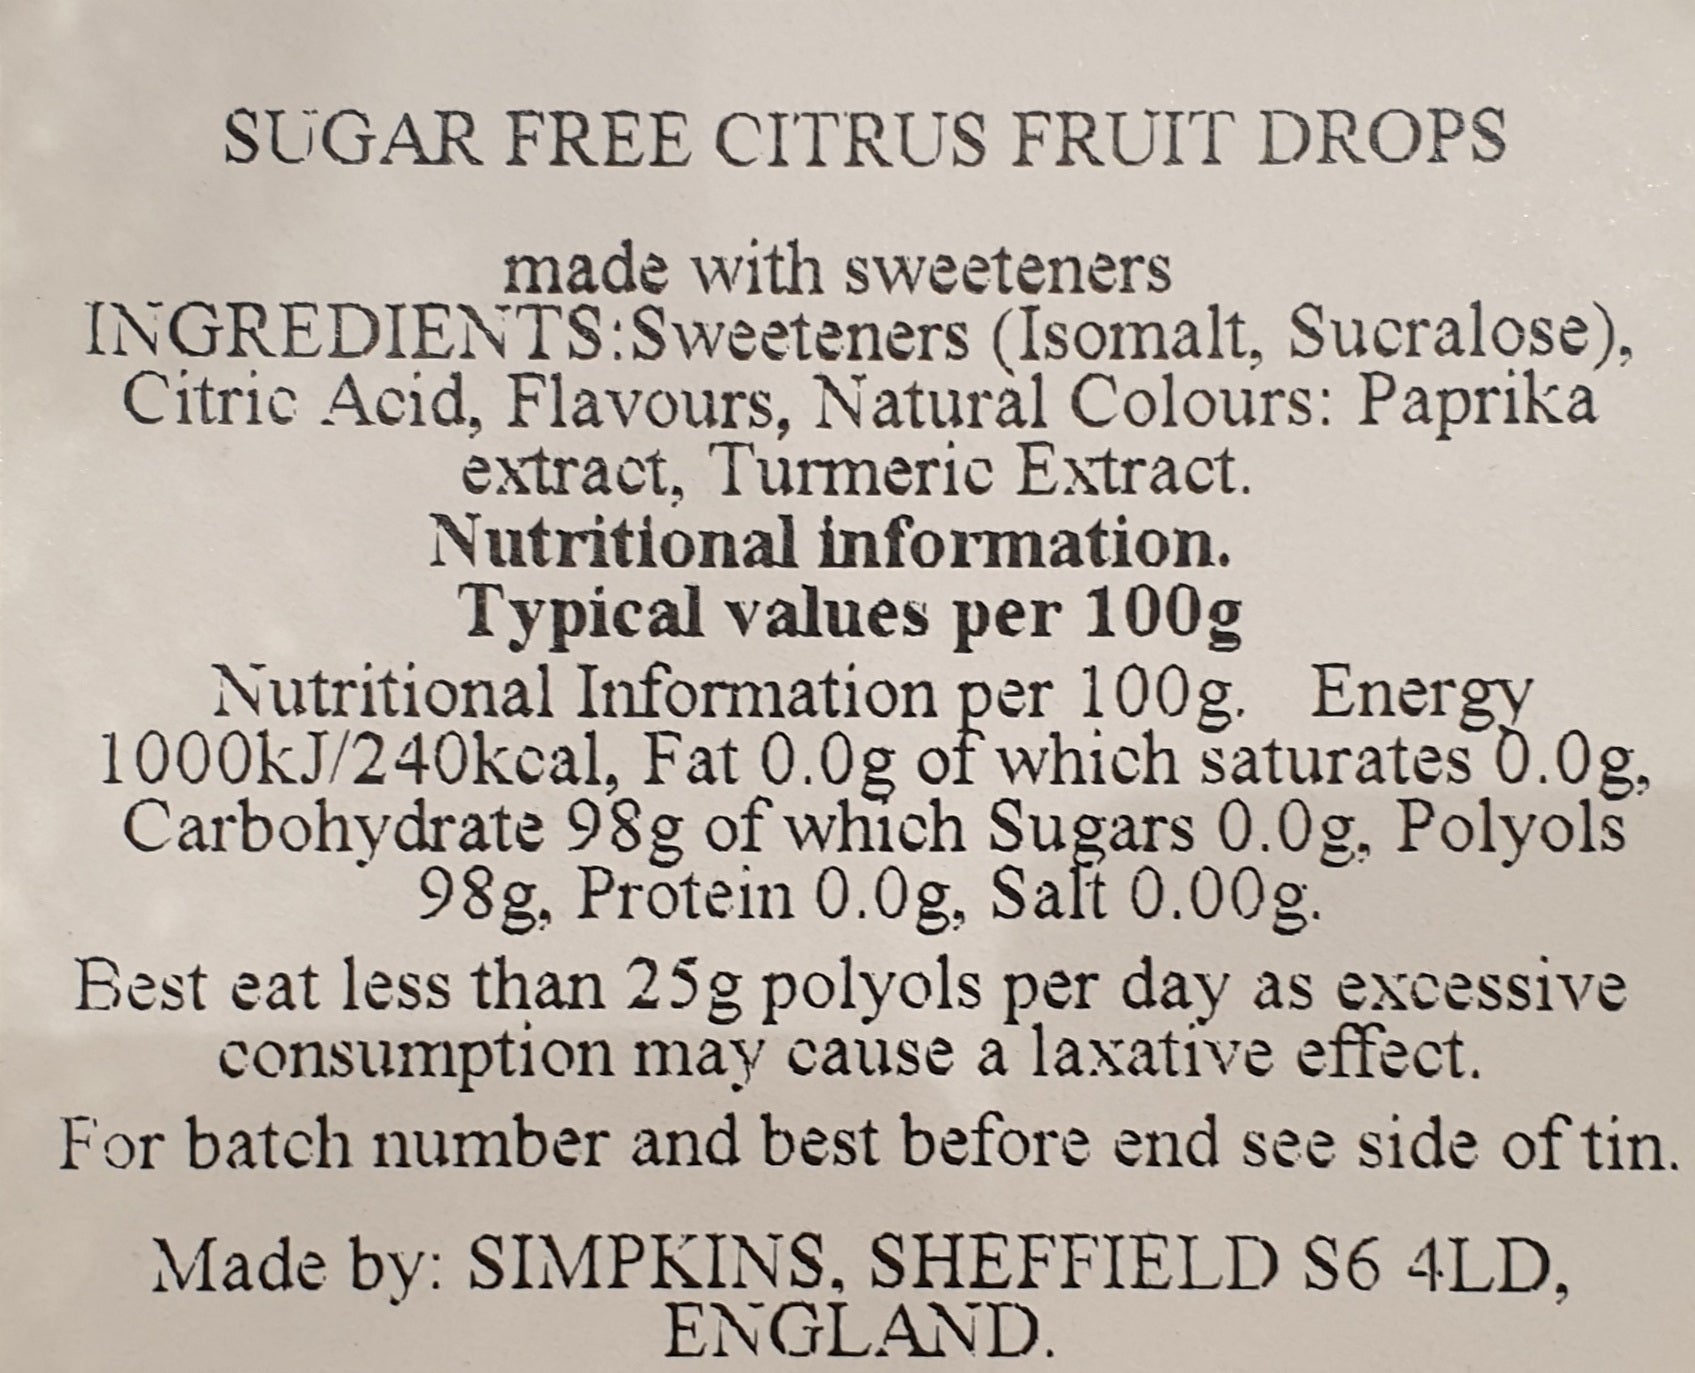 SUGAR FREE CITRUS FRUIT DROPS
made with sweeteners
INGREDIENTS:Sweeteners (Isomalt, Sucralose),
Citric Acid, Flavours, Natural Colours: Paprika
extract, Turmeric Extract.
Nutritional information.
Typical values per 100g
Nutritional Information per 100g. Energy
1000kJ/240kcal, Fat 0.0g of which saturates 0.0g,
Carbohydrate 98g of which Sugars 0.0g, Polyols
98g, Protein 0.0g, Salt 0.00g.
Best eat less than 25g polyols per day as excessive
consumption may cause a laxative effect.
For batch number and best before end see side of tin.
Made by: SIMPKINS, SHEFFIELD S6 4LD,
ENGLAND.